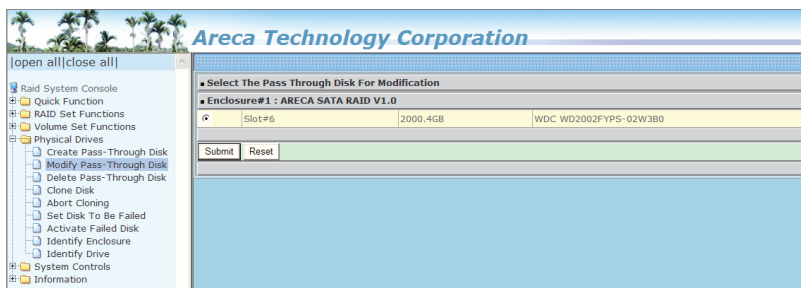 Areca Technology Corporation
|open all|close all|
Raid System Console
Quick Function
RAID Set Functions
Volume Set Functions
Physical Drives
Create Pass-Through Disk
Modify Pass-Through Disk
Delete Pass-Through Disk
Clone Disk
Abort Cloning
Set Disk To Be Failed
Activate Failed Disk
Identify Enclosure
Identify Drive
System Controls
Information
Select The Pass Through Disk For Modification
Enclosure#1 : ARECA SATA RAID V1.0
Slot#6 2000.4GB WDC WD2002FYPS-02W3B0
Submit Reset